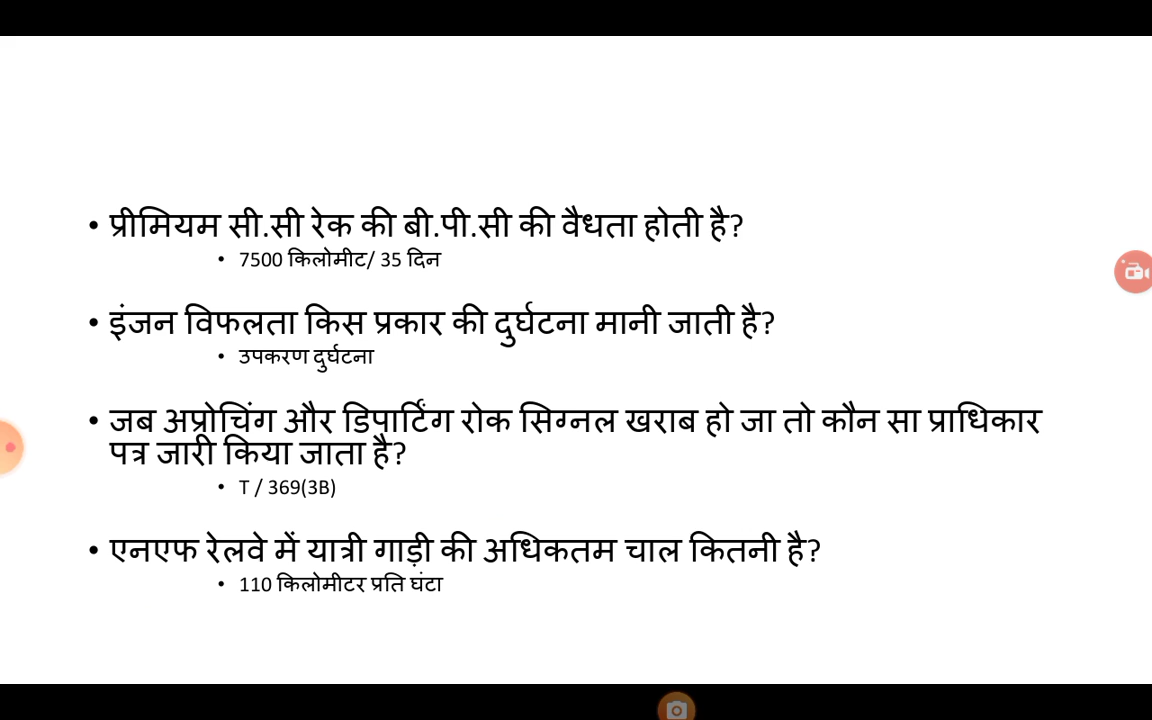 • प्रीमियम सी.सी रेक की बी.पी.सी की वैधता होती है?
• 7500 किलोमीट/ 35 दिन
• इंजन विफलता किस प्रकार की दुर्घटना मानी जाती है?
• उपकरण दुर्घटना
• जब अप्रोचिंग और डिपार्टिंग रोक सिग्नल खराब हो जा तो कौन सा प्राधिकार
पत्र जारी किया जाता है?
• T / 369(3B)
• एनएफ रेलवे में यात्री गाड़ी की अधिकतम चाल कितनी है?
• 110 किलोमीटर प्रति घंटा